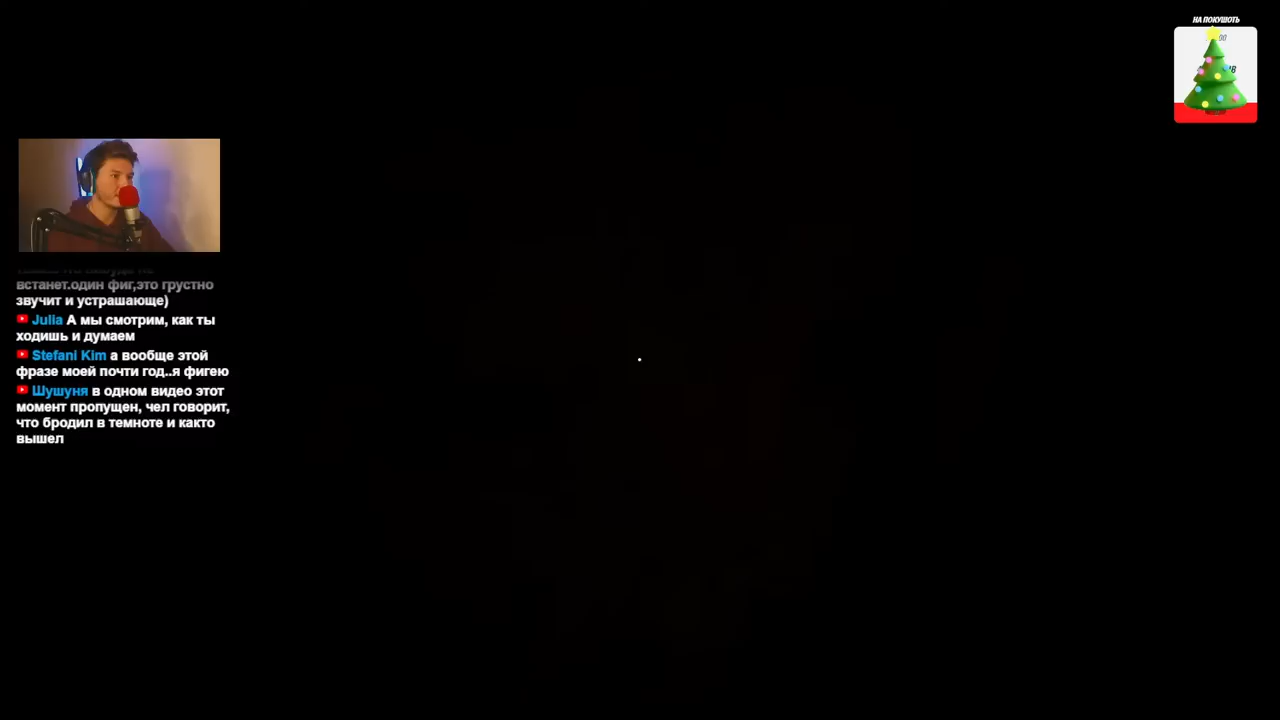 НА ПОКУШОТЬ
встанет.один фиг,это грустно
звучит и устрашающе)
Julia А мы смотрим, как ты
ходишь и думаем
Stefani Kim а вообще этой
фразе моей почти год..я фигею
Шушуня в одном видео этот
момент пропущен, чел говорит,
что бродил в темноте и както
вышел